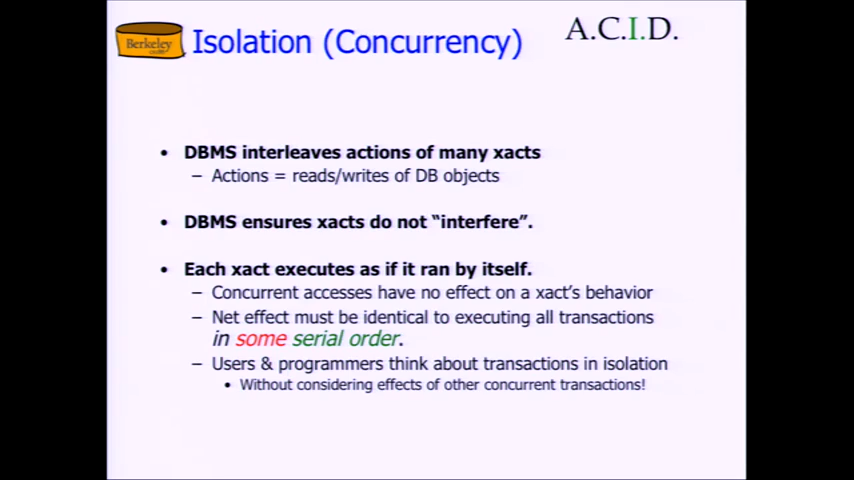 Berkeley
Isolation (Concurrency)
A.C.I.D.
• DBMS interleaves actions of many xacts
– Actions = reads/writes of DB objects
• DBMS ensures xacts do not “interfere”.
• Each xact executes as if it ran by itself.
– Concurrent accesses have no effect on a xact’s behavior
– Net effect must be identical to executing all transactions
in some serial order.
– Users & programmers think about transactions in isolation
• Without considering effects of other concurrent transactions!